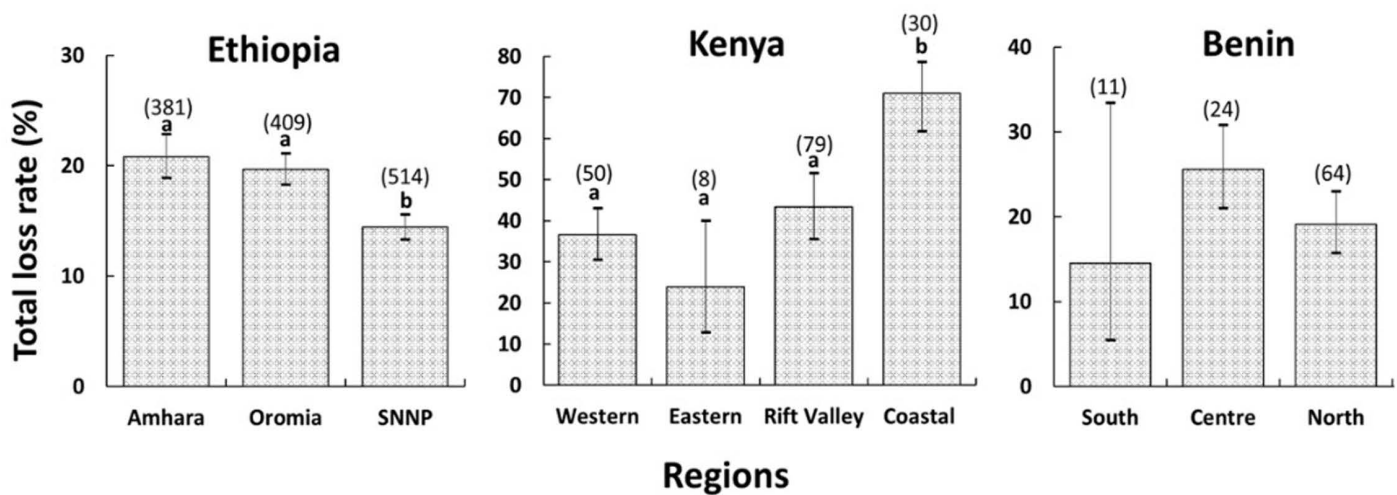 Ethiopia
Total loss rate (%)
30
20
10
0
(381)
a
(409)
a
(514)
b
Amhara
Oromia
SNNP
Kenya
80
70
60
50
40
30
20
10
0
(50)
a
(8)
a
(79)
a
(30)
b
Western
Eastern
Rift Valley
Coastal
Benin
40
30
20
10
0
(11)
(24)
(64)
South
Centre
North
Regions